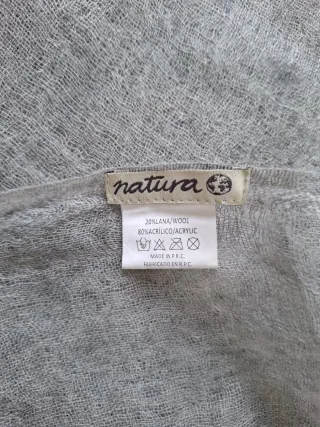 natura
20%LANA/WOOL
80%ACRÍLICO/ACRYLIC
MADE IN P.R.C.
FABRICADO EN R.P.C.